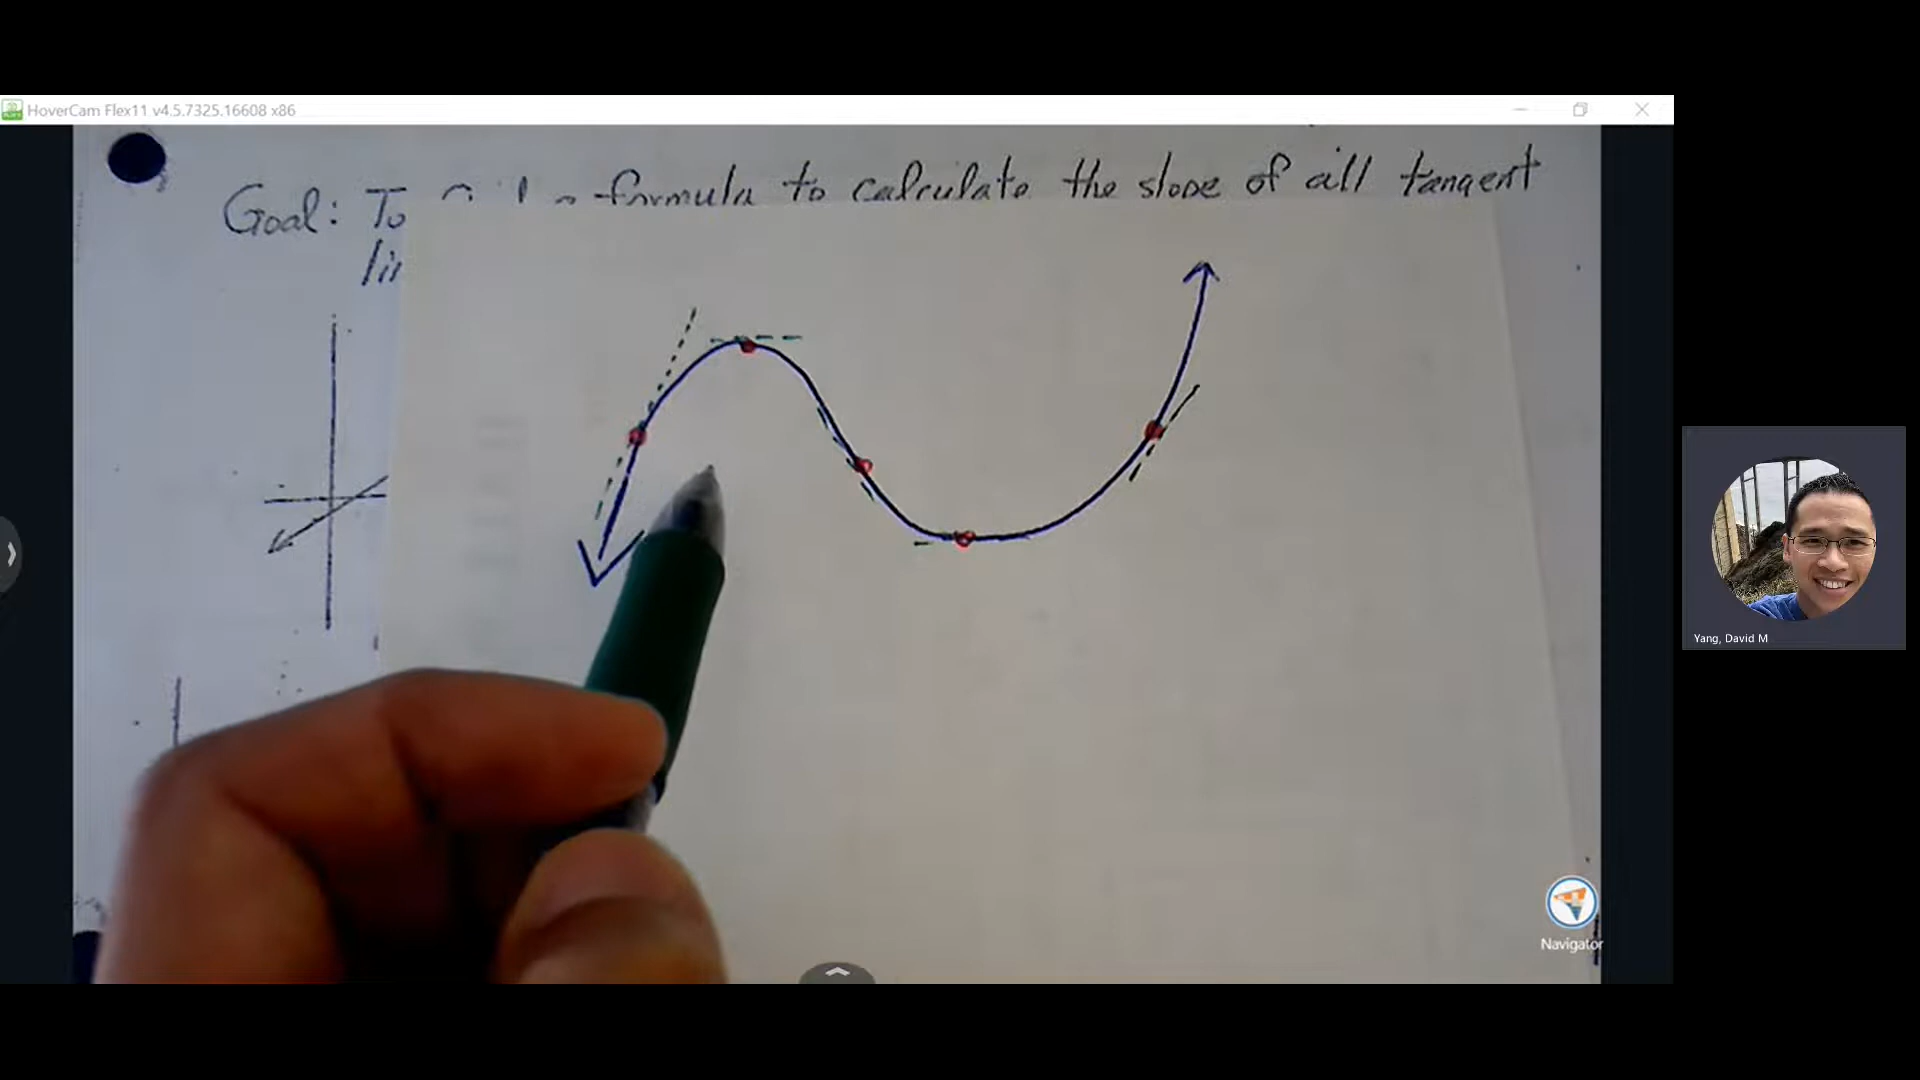 HoverCam Flex11 v4.5.7325.16608 x86
Goal: To formula to calculate the slope of all tangent
Yang, David M
Navigator